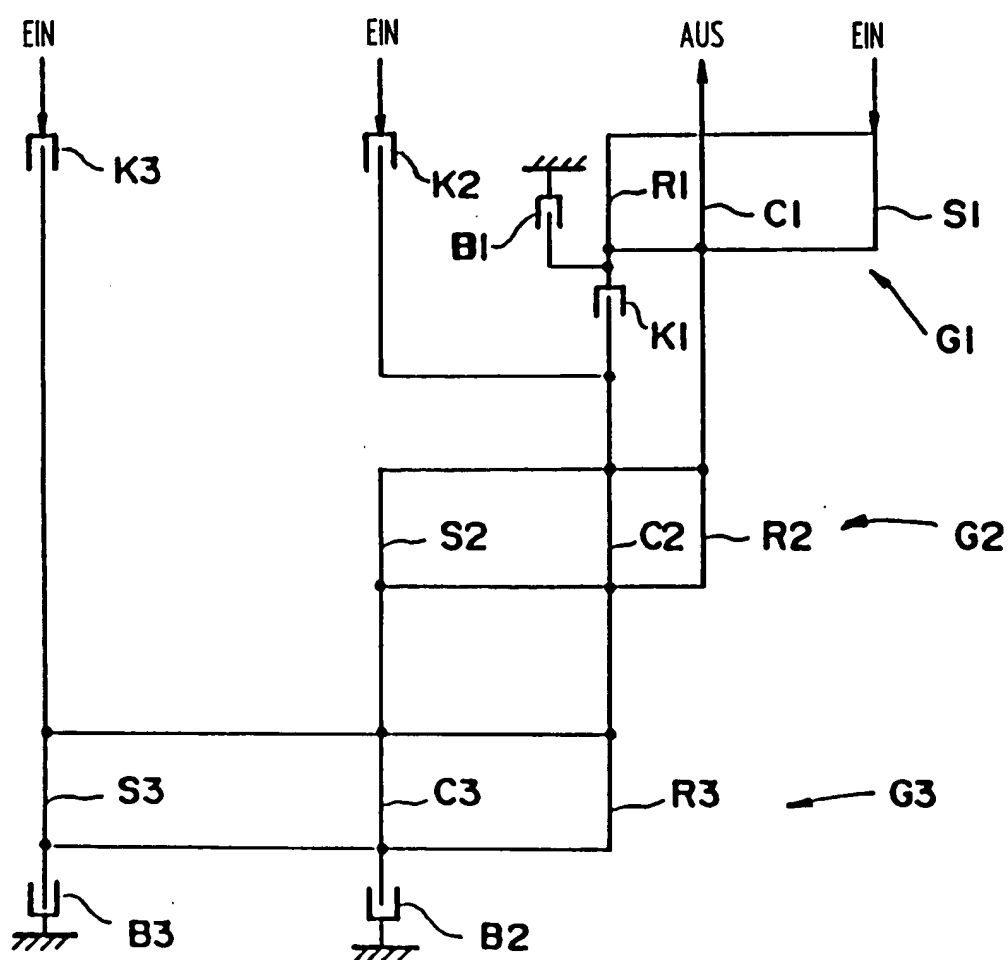 EIN EIN AUS EIN
K3 K2 R1 C1 S1
B1
K1 G1
S2 C2 R2 G2
S3 C3 R3 G3
B3 B2